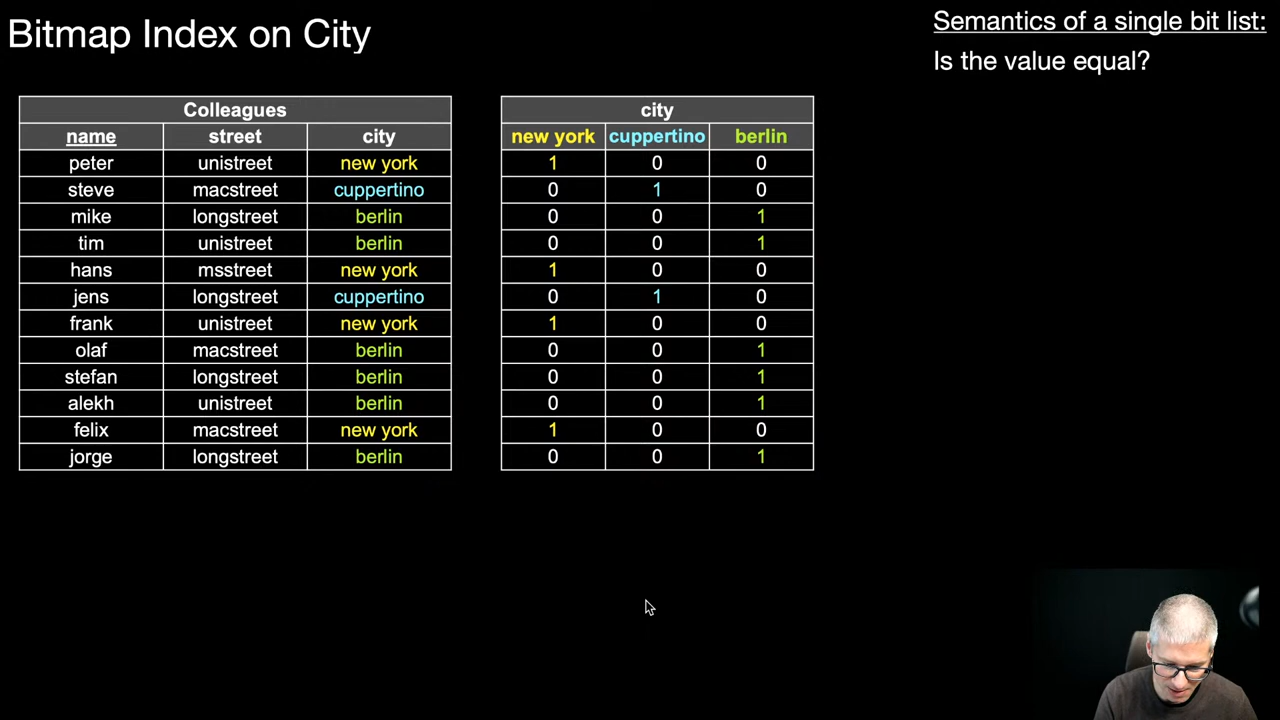 Bitmap Index on City
Semantics of a single bit list:
Is the value equal?
Colleagues
name street city
peter unistreet new york
steve macstreet cuppertino
mike longstreet berlin
tim unistreet berlin
hans msstreet new york
jens longstreet cuppertino
frank unistreet new york
olaf macstreet berlin
stefan longstreet berlin
alekh unistreet berlin
felix macstreet new york
jorge longstreet berlin
city
new york cuppertino berlin
1 0 0
0 1 0
0 0 1
0 0 1
1 0 0
0 1 0
1 0 0
0 0 1
0 0 1
0 0 1
1 0 0
0 0 1